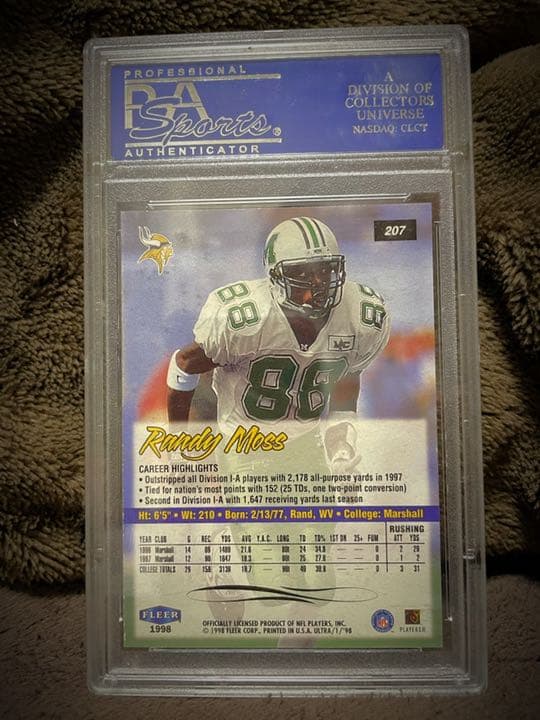 PROFESSIONAL
PSA
Sports®
AUTHENTICATOR
A
DIVISION OF
COLLECTORS
UNIVERSE
NASDAQ: CLCT
207
88
88
88
MC
Randy Moss
CAREER HIGHLIGHTS
• Outstripped all Division I-A players with 2,178 all-purpose yards in 1997
• Tied for nation's most points with 152 (25 TDs, one two-point conversion)
• Second in Division I-A with 1,647 receiving yards last season
Ht: 6'5" • Wt: 210 • Born: 2/13/77, Rand, WV • College: Marshall
RUSHING
YEAR CLUB G REC YDS AVG Y.A.C. LONG TD TD% 1ST DN 25+ FUM ATT YDS
1996 Marshall 14
1997 Marshall 12
COLLEGE TOTALS
FLEER
1998
OFFICIALLY LICENSED PRODUCT OF NFL PLAYERS, INC.
© 1998 FLEER CORP., PRINTED IN U.S.A. ULTRA/1/'98
NFL
PLAYERS